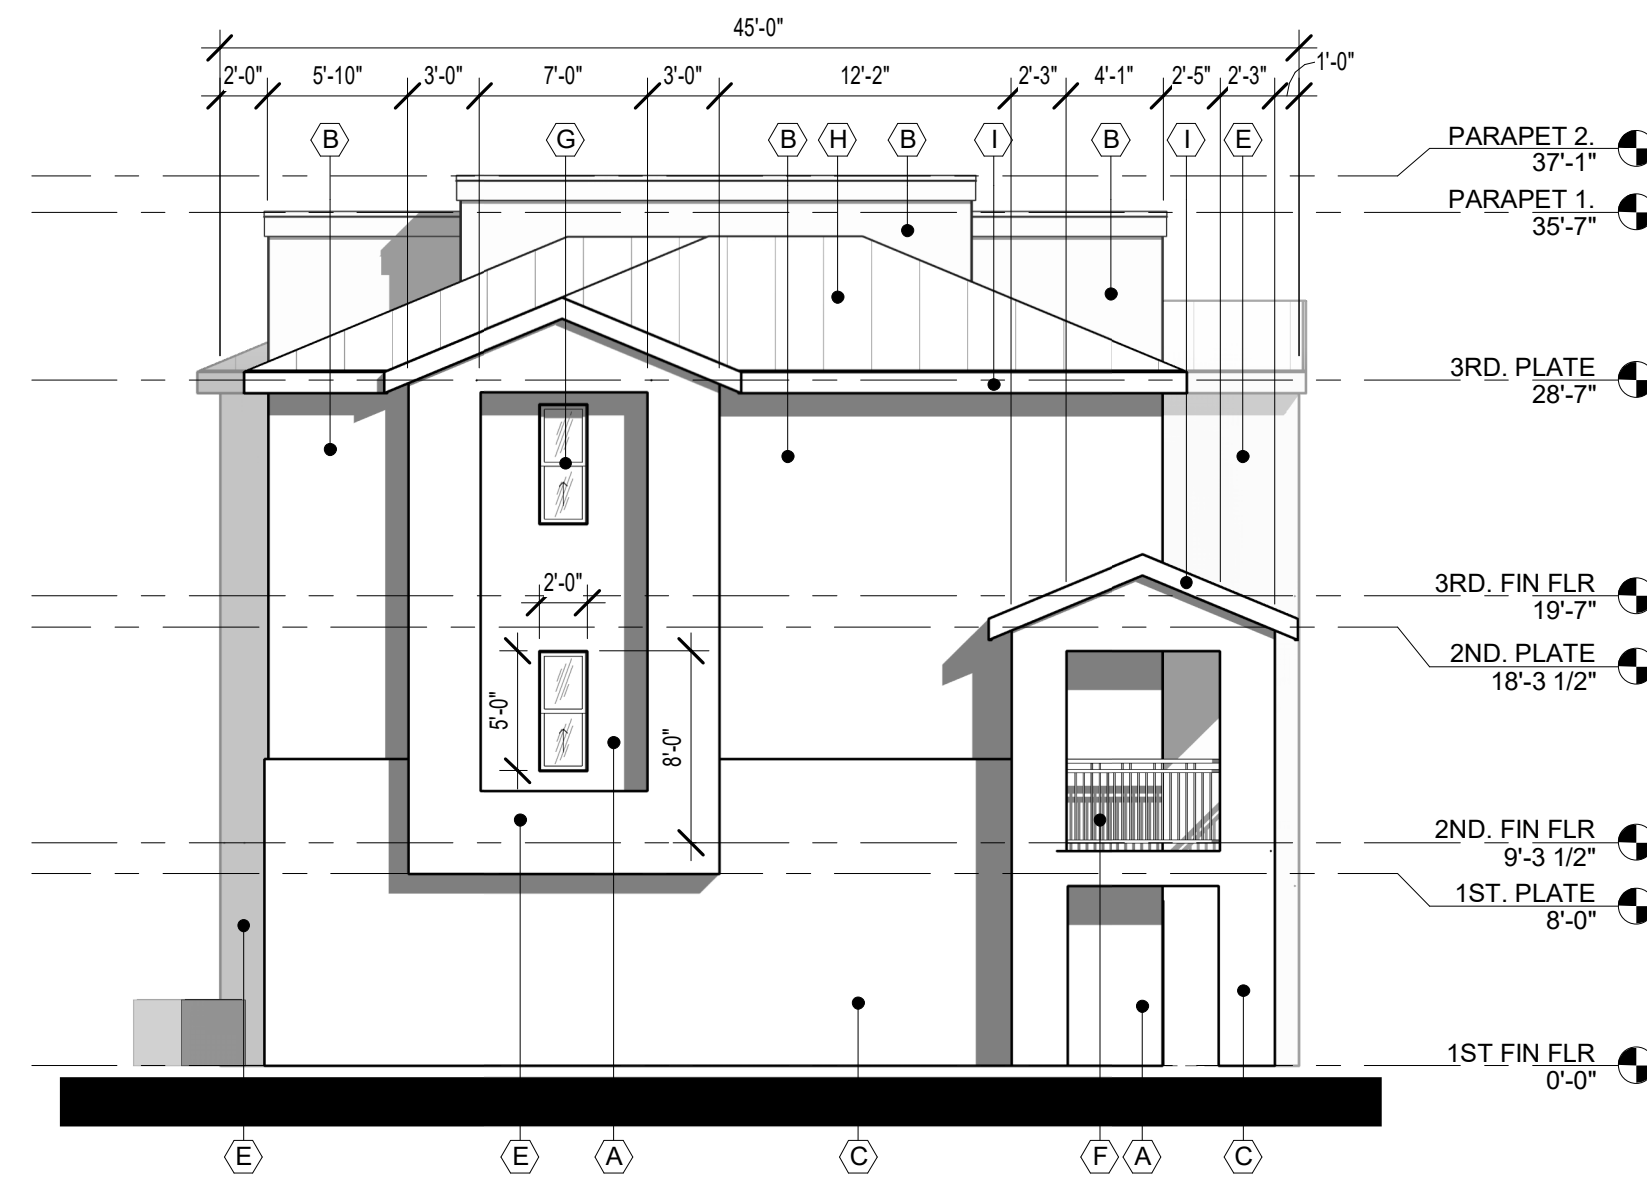 45'-0"
2'-0" 5'-10" 3'-0" 7'-0" 3'-0" 12'-2" 2'-3" 4'-1" 2'-5" 2'-3" 1'-0"
B G B H B I B I E
PARAPET 2.
37'-1"
PARAPET 1.
35'-7"
3RD. PLATE
28'-7"
2'-0"
3RD. FIN FLR
19'-7"
2ND. PLATE
18'-3 1/2"
5'-0"
8'-0"
2ND. FIN FLR
9'-3 1/2"
1ST. PLATE
8'-0"
1ST FIN FLR
0'-0"
E E A C F A C